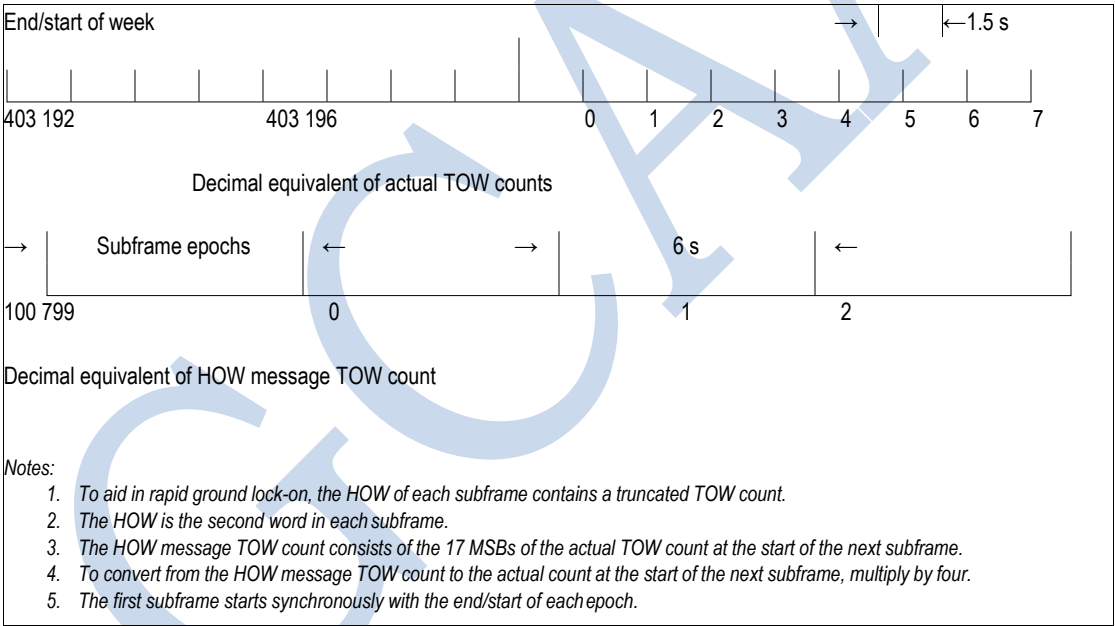 End/start of week → ←1.5 s
403 192 403 196 0 1 2 3 4 5 6 7
Decimal equivalent of actual TOW counts
→ Subframe epochs ← → 6 s ←
100 799 0 1 2
Decimal equivalent of HOW message TOW count
Notes:
1. To aid in rapid ground lock-on, the HOW of each subframe contains a truncated TOW count.
2. The HOW is the second word in each subframe.
3. The HOW message TOW count consists of the 17 MSBs of the actual TOW count at the start of the next subframe.
4. To convert from the HOW message TOW count to the actual count at the start of the next subframe, multiply by four.
5. The first subframe starts synchronously with the end/start of eachepoch.
GCA